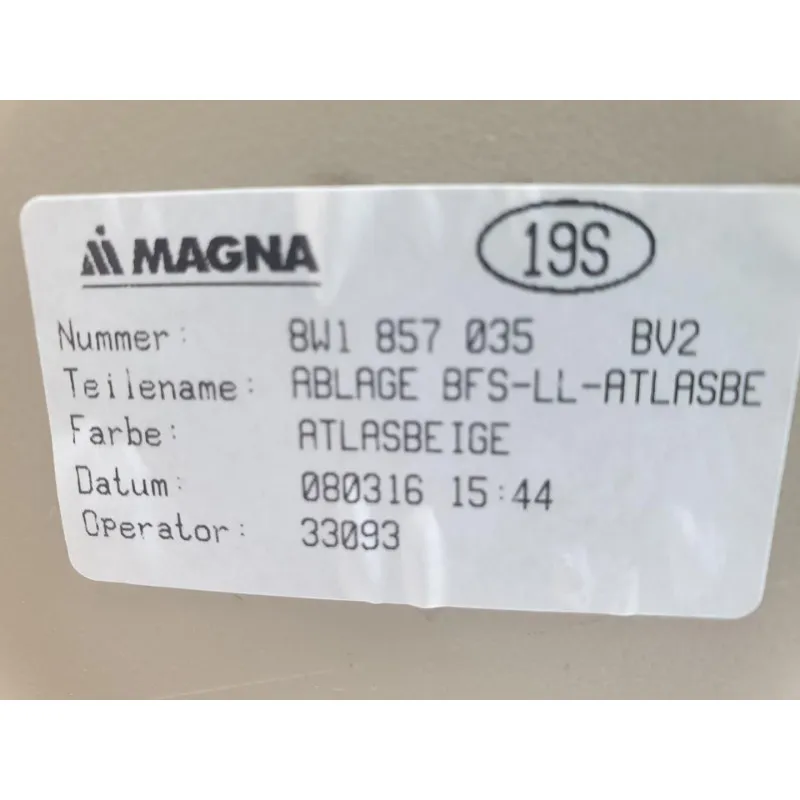 MAGNA 19S
Nummer: 8W1 857 035 BV2
Teilename: ABLAGE BFS-LL-ATLASBE
Farbe: ATLASBEIGE
Datum: 080316 15:44
Operator: 33093